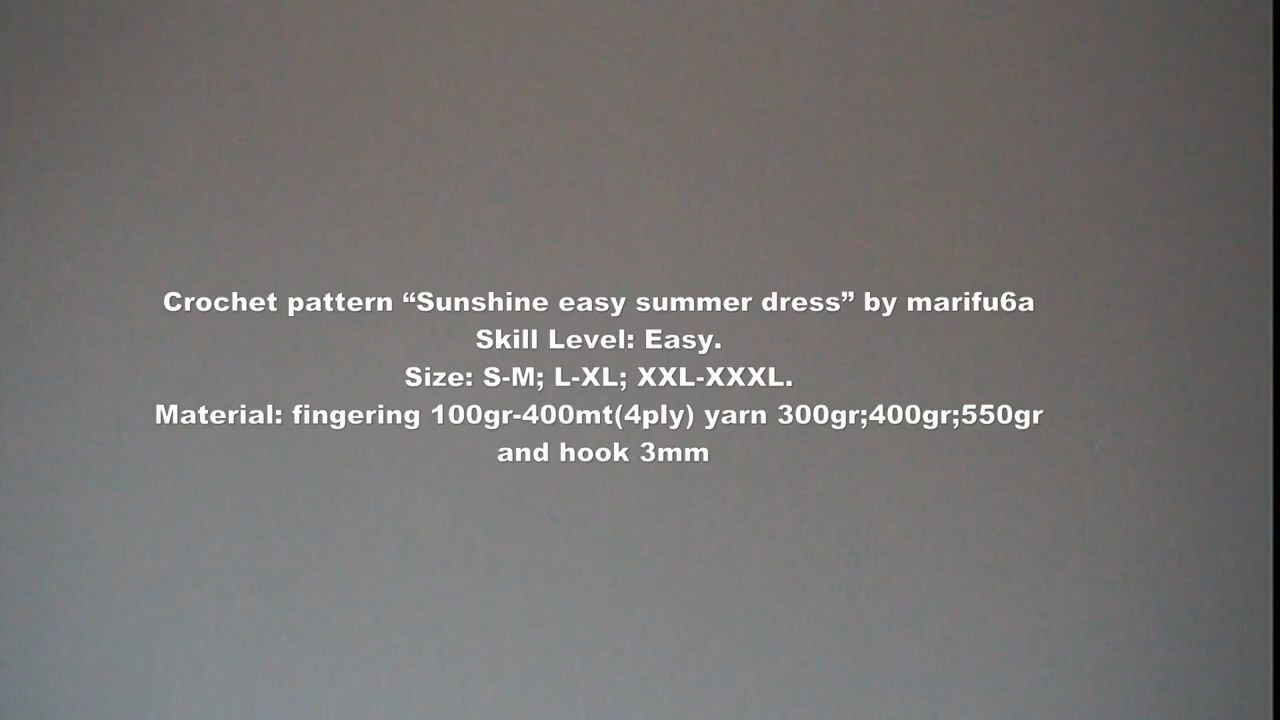 Crochet pattern “Sunshine easy summer dress” by marifu6a
Skill Level: Easy.
Size: S-M; L-XL; XXL-XXXL.
Material: fingering 100gr-400mt(4ply) yarn 300gr;400gr;550gr
and hook 3mm